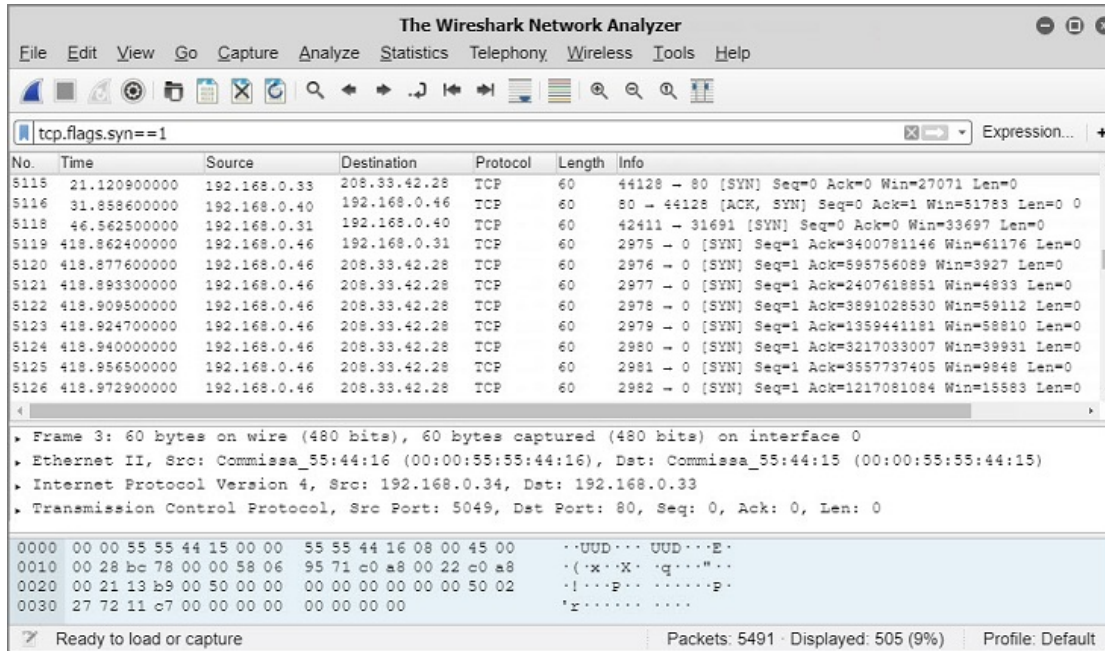 The Wireshark Network Analyzer
File Edit View Go Capture Analyze Statistics Telephony Wireless Tools Help
tcp.flags.syn==1 Expression... +
No. Time Source Destination Protocol Length Info
5115 21.120900000 192.168.0.33 208.33.42.28 TCP 60 44128 → 80 [SYN] Seq=0 Ack=0 Win=27071 Len=0
5116 31.858600000 192.168.0.40 192.168.0.46 TCP 60 80 → 44128 [ACK, SYN] Seq=0 Ack=1 Win=51783 Len=0 0
5118 46.562500000 192.168.0.31 192.168.0.40 TCP 60 42411 → 31691 [SYN] Seq=0 Ack=0 Win=33697 Len=0
5119 418.862400000 192.168.0.46 192.168.0.31 TCP 60 2975 → 0 [SYN] Seq=1 Ack=3400781146 Win=61176 Len=0
5120 418.877600000 192.168.0.46 208.33.42.28 TCP 60 2976 → 0 [SYN] Seq=1 Ack=595756089 Win=3927 Len=0
5121 418.893300000 192.168.0.46 208.33.42.28 TCP 60 2977 → 0 [SYN] Seq=1 Ack=2407618851 Win=4833 Len=0
5122 418.909500000 192.168.0.46 208.33.42.28 TCP 60 2978 → 0 [SYN] Seq=1 Ack=3891028530 Win=59112 Len=0
5123 418.924700000 192.168.0.46 208.33.42.28 TCP 60 2979 → 0 [SYN] Seq=1 Ack=1359441181 Win=58810 Len=0
5124 418.940000000 192.168.0.46 208.33.42.28 TCP 60 2980 → 0 [SYN] Seq=1 Ack=3217033007 Win=39931 Len=0
5125 418.956500000 192.168.0.46 208.33.42.28 TCP 60 2981 → 0 [SYN] Seq=1 Ack=3557737405 Win=9848 Len=0
5126 418.972900000 192.168.0.46 208.33.42.28 TCP 60 2982 → 0 [SYN] Seq=1 Ack=1217081084 Win=15583 Len=0
Frame 3: 60 bytes on wire (480 bits), 60 bytes captured (480 bits) on interface 0
Ethernet II, Src: Commissa_55:44:16 (00:00:55:55:44:16), Dst: Commissa_55:44:15 (00:00:55:55:44:15)
Internet Protocol Version 4, Src: 192.168.0.34, Dst: 192.168.0.33
Transmission Control Protocol, Src Port: 5049, Dst Port: 80, Seq: 0, Ack: 0, Len: 0
0000 00 00 55 55 44 15 00 00 55 55 44 16 08 00 45 00 ··UUD··· UUD···E·
0010 00 28 bc 78 00 00 58 06 95 71 c0 a8 00 22 c0 a8 ·(·x··X· ·q···"··
0020 00 21 13 b9 00 50 00 00 00 00 00 00 00 00 50 02 ·!···P·· ······P·
0030 27 72 11 c7 00 00 00 00 00 00 00 00 'r······ ····
Ready to load or capture Packets: 5491 · Displayed: 505 (9%) Profile: Default